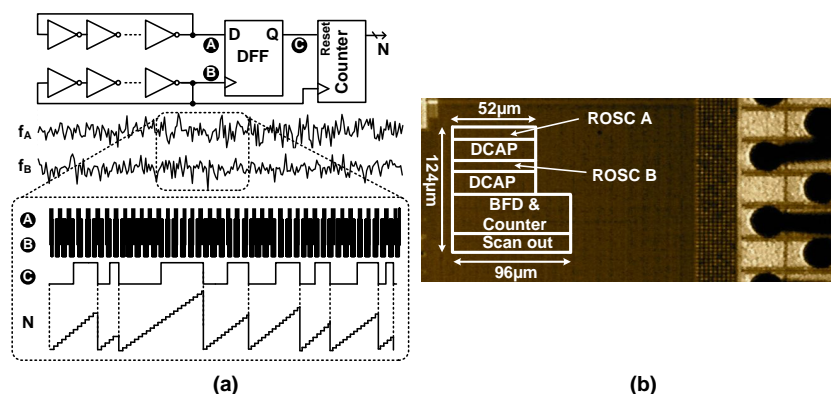 A
D
Q
DFF
B
C
Reset
Counter
N
fA
fB
A
B
C
N
(a)
52µm
124µm
ROSC A
DCAP
ROSC B
DCAP
BFD &
Counter
Scan out
96µm
(b)